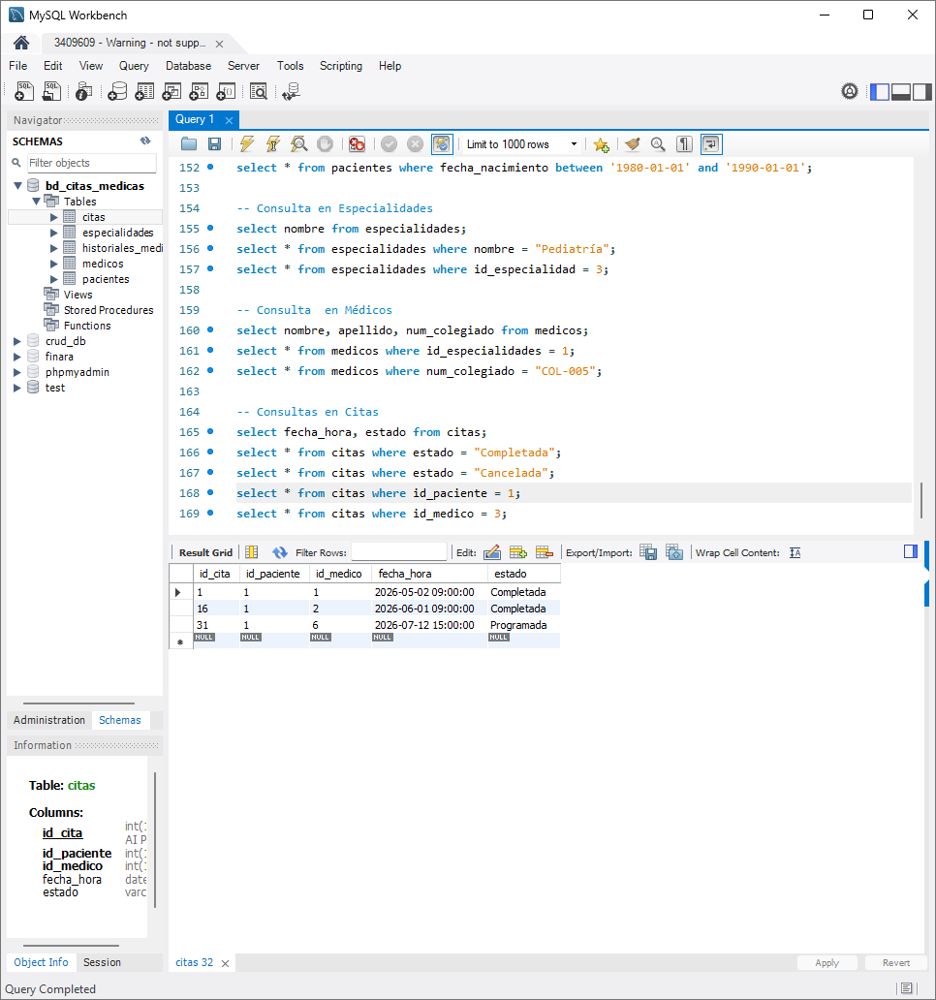 MySQL Workbench
3409609 - Warning - not supp...
File Edit View Query Database Server Tools Scripting Help
Navigator
SCHEMAS
Filter objects
bd_citas_medicas
Tables
citas
especialidades
historiales_medi
medicos
pacientes
Views
Stored Procedures
Functions
crud_db
finara
phpmyadmin
test
Administration Schemas
Information
Table: citas
Columns:
id_cita int(1
AI P
id_paciente int(1
id_medico int(1
fecha_hora date
estado varc
Object Info Session
Query 1
Limit to 1000 rows
152 select * from pacientes where fecha_nacimiento between '1980-01-01' and '1990-01-01';
153
154 -- Consulta en Especialidades
155 select nombre from especialidades;
156 select * from especialidades where nombre = "Pediatría";
157 select * from especialidades where id_especialidad = 3;
158
159 -- Consulta  en Médicos
160 select nombre, apellido, num_colegiado from medicos;
161 select * from medicos where id_especialidades = 1;
162 select * from medicos where num_colegiado = "COL-005";
163
164 -- Consultas en Citas
165 select fecha_hora, estado from citas;
166 select * from citas where estado = "Completada";
167 select * from citas where estado = "Cancelada";
168 select * from citas where id_paciente = 1;
169 select * from citas where id_medico = 3;
Result Grid Filter Rows: Edit: Export/Import: Wrap Cell Content:
id_cita id_paciente id_medico fecha_hora estado
1 1 1 2026-05-02 09:00:00 Completada
16 1 2 2026-06-01 09:00:00 Completada
31 1 6 2026-07-12 15:00:00 Programada
NULL NULL NULL NULL NULL
citas 32 Apply Revert
Query Completed